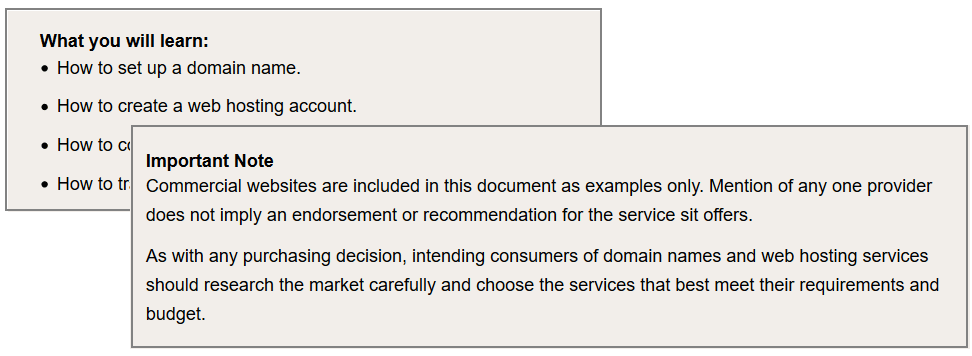 What you will learn:
• How to set up a domain name.
• How to create a web hosting account.
• How to
• How to
Important Note
Commercial websites are included in this document as examples only. Mention of any one provider
does not imply an endorsement or recommendation for the service sit offers.
As with any purchasing decision, intending consumers of domain names and web hosting services
should research the market carefully and choose the services that best meet their requirements and
budget.